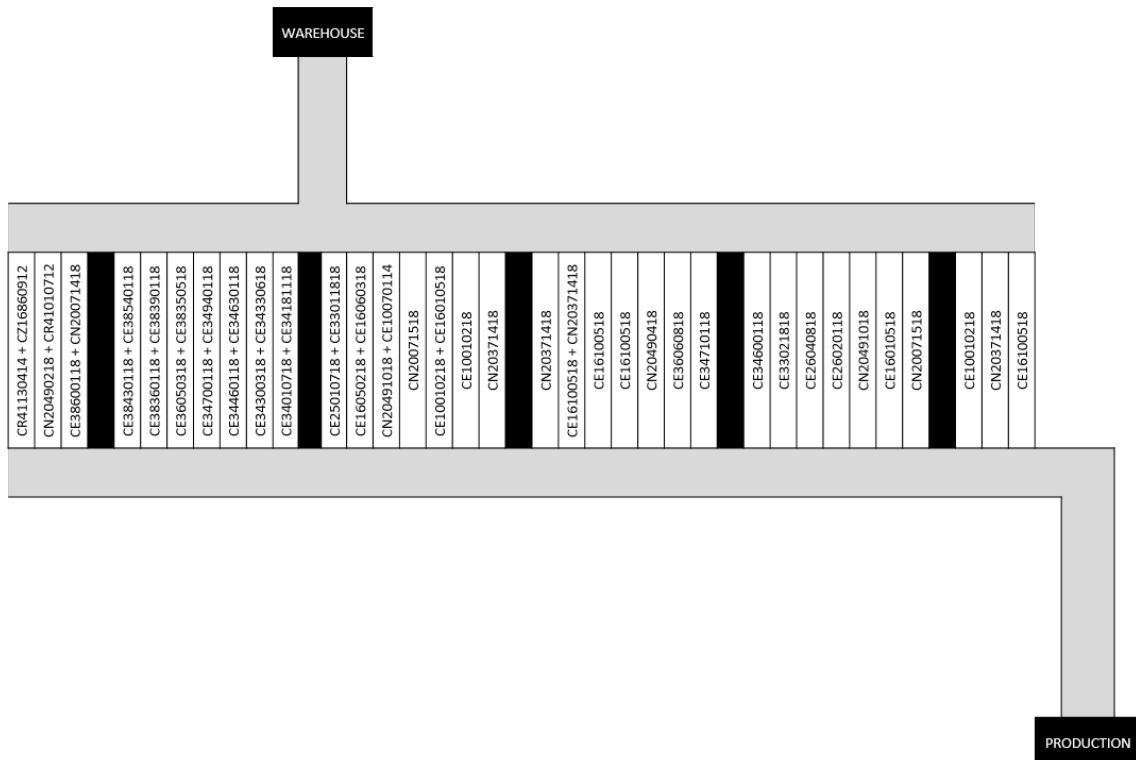 WAREHOUSE
CR41130414 + CZ16860912
CN20490218 + CR41010712
CE38600118 + CN20071418
CE38430118 + CE38540118
CE38360118 + CE38390118
CE36050318 + CE38350518
CE34700118 + CE34940118
CE34460118 + CE34630118
CE34300318 + CE34330618
CE34010718 + CE34181118
CE25010718 + CE33011818
CE16050218 + CE16060318
CN20491018 + CE10070114
CN20071518
CE10010218 + CE16010518
CE10010218
CN20371418
CN20371418
CE16100518 + CN20371418
CE16100518
CE16100518
CN20490418
CE36060818
CE34710118
CE34600118
CE33021818
CE26040818
CE26020118
CN20491018
CE16010518
CN20071518
CE10010218
CN20371418
CE16100518
PRODUCTION